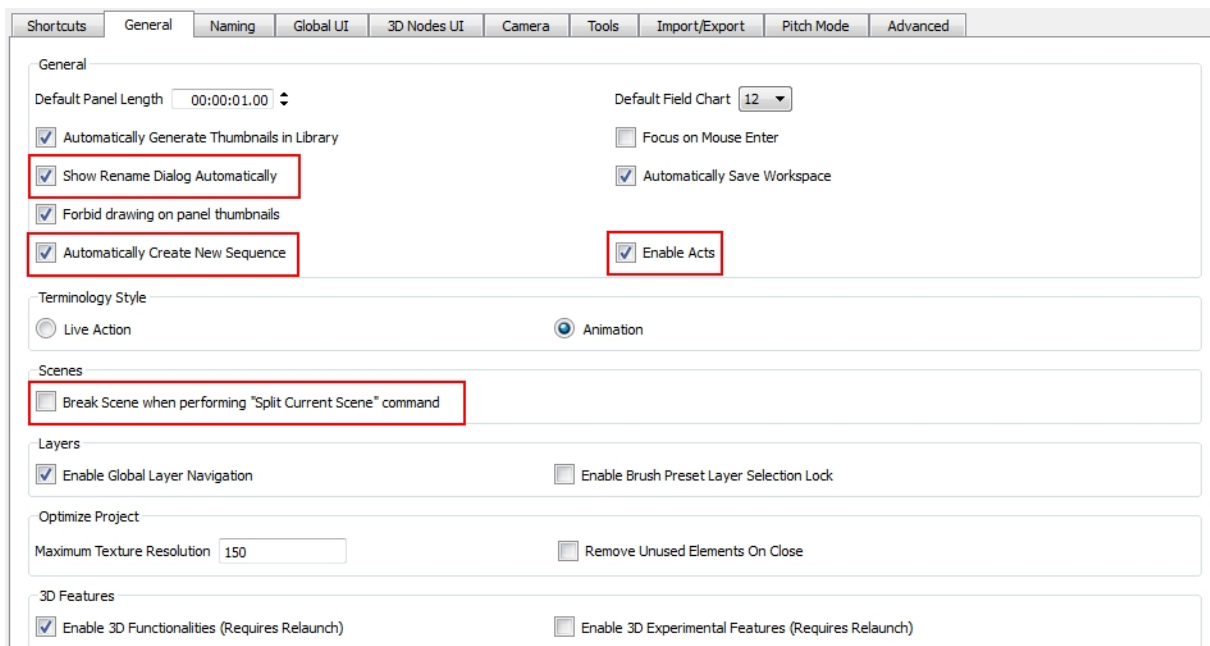 Shortcuts General Naming Global UI 3D Nodes UI Camera Tools Import/Export Pitch Mode Advanced
General
Default Panel Length 00:00:01.00 Default Field Chart 12
Automatically Generate Thumbnails in Library Focus on Mouse Enter
Show Rename Dialog Automatically Automatically Save Workspace
Forbid drawing on panel thumbnails
Automatically Create New Sequence Enable Acts
Terminology Style
Live Action Animation
Scenes
Break Scene when performing "Split Current Scene" command
Layers
Enable Global Layer Navigation Enable Brush Preset Layer Selection Lock
Optimize Project
Maximum Texture Resolution 150 Remove Unused Elements On Close
3D Features
Enable 3D Functionalities (Requires Relaunch) Enable 3D Experimental Features (Requires Relaunch)